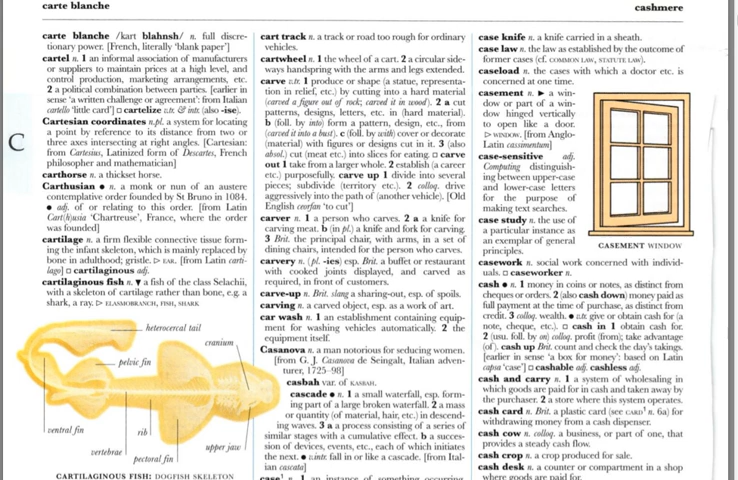 carte blanche
cashmere
C
carte blanche /kart blahnsh/ n. full discre-
tionary power. [French, literally ‘blank paper’]
cartel n. 1 an informal association of manufacturers
or suppliers to maintain prices at a high level, and
control production, marketing arrangements, etc.
2 a political combination between parties. [earlier in
sense ‘a written challenge or agreement’: from Italian
cartello ‘little card’] □ cartelize v.tr. & intr. (also -ise).
Cartesian coordinates n.pl. a system for locating
a point by reference to its distance from two or
three axes intersecting at right angles. [Cartesian:
from Cartesius, Latinized form of Descartes, French
philosopher and mathematician]
carthorse n. a thickset horse.
Carthusian ● n. a monk or nun of an austere
contemplative order founded by St Bruno in 1084.
● adj. of or relating to this order. [from Latin
Cart(h)usia ‘Chartreuse’, France, where the order
was founded]
cartilage n. a firm flexible connective tissue form-
ing the infant skeleton, which is mainly replaced by
bone in adulthood; gristle. ▷ EAR. [from Latin carti-
lago] □ cartilaginous adj.
cartilaginous fish n. ▼ a fish of the class Selachii,
with a skeleton of cartilage rather than bone, e.g. a
shark, a ray. ▷ ELASMOBRANCH, FISH, SHARK
heterocercal tail
cranium
pelvic fin
ventral fin
rib
vertebrae
pectoral fin
upper jaw
CARTILAGINOUS FISH: DOGFISH SKELETON
cart track n. a track or road too rough for ordinary
vehicles.
cartwheel n. 1 the wheel of a cart. 2 a circular side-
ways handspring with the arms and legs extended.
carve v.tr. 1 produce or shape (a statue, representa-
tion in relief, etc.) by cutting into a hard material
(carved a figure out of rock; carved it in wood). 2 a cut
patterns, designs, letters, etc. in (hard material).
b (foll. by into) form a pattern, design, etc., from
(carved it into a bust). c (foll. by with) cover or decorate
(material) with figures or designs cut in it. 3 (also
absol.) cut (meat etc.) into slices for eating. □ carve
out 1 take from a larger whole. 2 establish (a career
etc.) purposefully. carve up 1 divide into several
pieces; subdivide (territory etc.). 2 colloq. drive
aggressively into the path of (another vehicle). [Old
English ceorfan ‘to cut’]
carver n. 1 a person who carves. 2 a a knife for
carving meat. b (in pl.) a knife and fork for carving.
3 Brit. the principal chair, with arms, in a set of
dining chairs, intended for the person who carves.
carvery n. (pl. -ies) esp. Brit. a buffet or restaurant
with cooked joints displayed, and carved as
required, in front of customers.
carve-up n. Brit. slang a sharing-out, esp. of spoils.
carving n. a carved object, esp. as a work of art.
car wash n. 1 an establishment containing equip-
ment for washing vehicles automatically. 2 the
equipment itself.
Casanova n. a man notorious for seducing women.
[from G. J. Casanova de Seingalt, Italian adven-
turer, 1725–98]
casbah var. of KASBAH.
cascade ● n. 1 a small waterfall, esp. form-
ing part of a large broken waterfall. 2 a mass
or quantity (of material, hair, etc.) in descend-
ing waves. 3 a a process consisting of a series of
similar stages with a cumulative effect. b a succes-
sion of devices, events, etc., each of which initiates
the next. ● v.intr. fall in or like a cascade. [from Ital-
ian cascata]
case¹ n. 1 an instance of something occurring.
case knife n. a knife carried in a sheath.
case law n. the law as established by the outcome of
former cases (cf. COMMON LAW, STATUTE LAW).
caseload n. the cases with which a doctor etc. is
concerned at one time.
casement n. ▶ a win-
dow or part of a win-
dow hinged vertically
to open like a door.
▷ WINDOW. [from Anglo-
Latin cassimentum]
case-sensitive adj.
Computing distinguish-
ing between upper-case
and lower-case letters
for the purpose of
making text searches.
case study n. the use of
a particular instance as
an exemplar of general
principles.
CASEMENT WINDOW
casework n. social work concerned with individ-
uals. □ caseworker n.
cash ● n. 1 money in coins or notes, as distinct from
cheques or orders. 2 (also cash down) money paid as
full payment at the time of purchase, as distinct from
credit. 3 colloq. wealth. ● v.tr. give or obtain cash for (a
note, cheque, etc.). □ cash in 1 obtain cash for.
2 (usu. foll. by on) colloq. profit (from); take advantage
(of). cash up Brit. count and check the day’s takings.
[earlier in sense ‘a box for money’: based on Latin
capsa ‘case’] □ cashable adj. cashless adj.
cash and carry n. 1 a system of wholesaling in
which goods are paid for in cash and taken away by
the purchaser. 2 a store where this system operates.
cash card n. Brit. a plastic card (see CARD¹ n. 6a) for
withdrawing money from a cash dispenser.
cash cow n. colloq. a business, or part of one, that
provides a steady cash flow.
cash crop n. a crop produced for sale.
cash desk n. a counter or compartment in a shop
where goods are paid for.